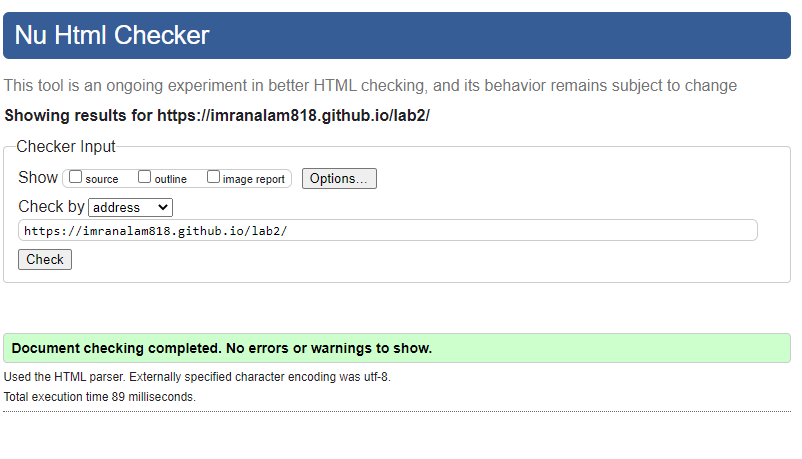 Nu Html Checker
This tool is an ongoing experiment in better HTML checking, and its behavior remains subject to change
Showing results for https://imranalam818.github.io/lab2/
Checker Input
Show source outline image report Options...
Check by address
https://imranalam818.github.io/lab2/
Check
Document checking completed. No errors or warnings to show.
Used the HTML parser. Externally specified character encoding was utf-8.
Total execution time 89 milliseconds.